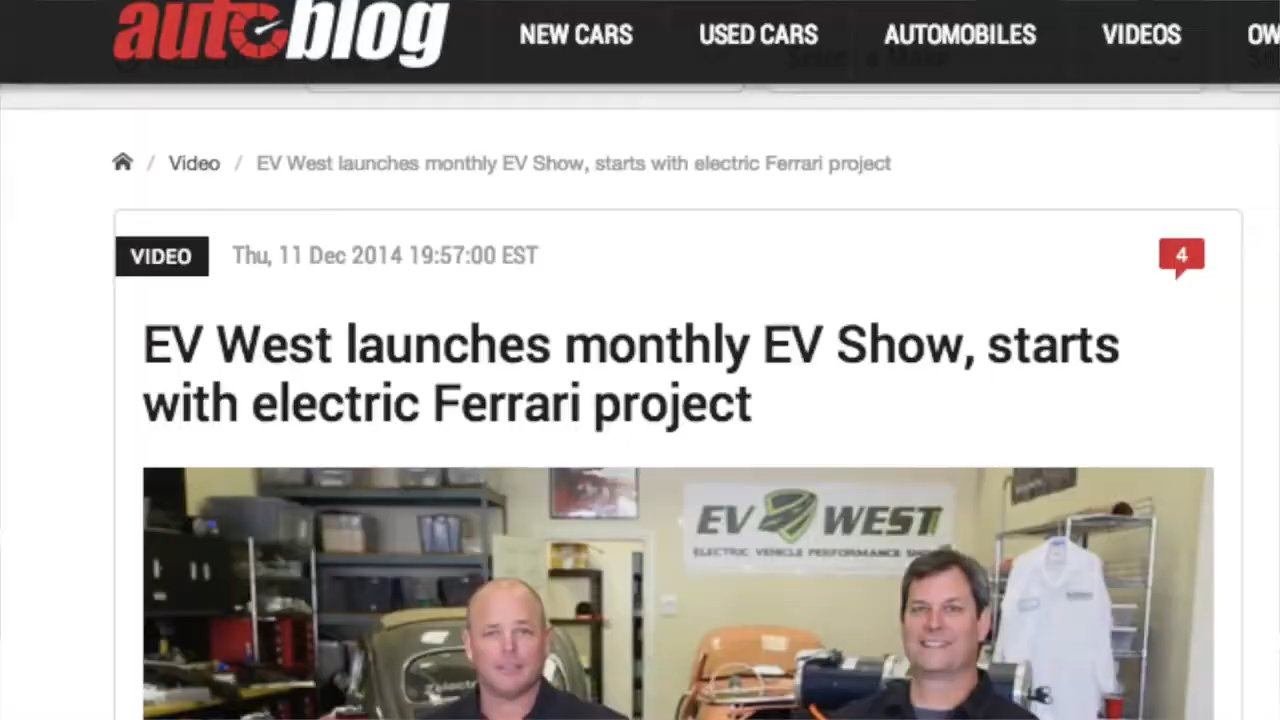 autoblog
NEW CARS USED CARS AUTOMOBILES VIDEOS OW
Video / EV West launches monthly EV Show, starts with electric Ferrari project
VIDEO Thu, 11 Dec 2014 19:57:00 EST 4
EV West launches monthly EV Show, starts
with electric Ferrari project
EV WEST
ELECTRIC VEHICLE PERFORMANCE